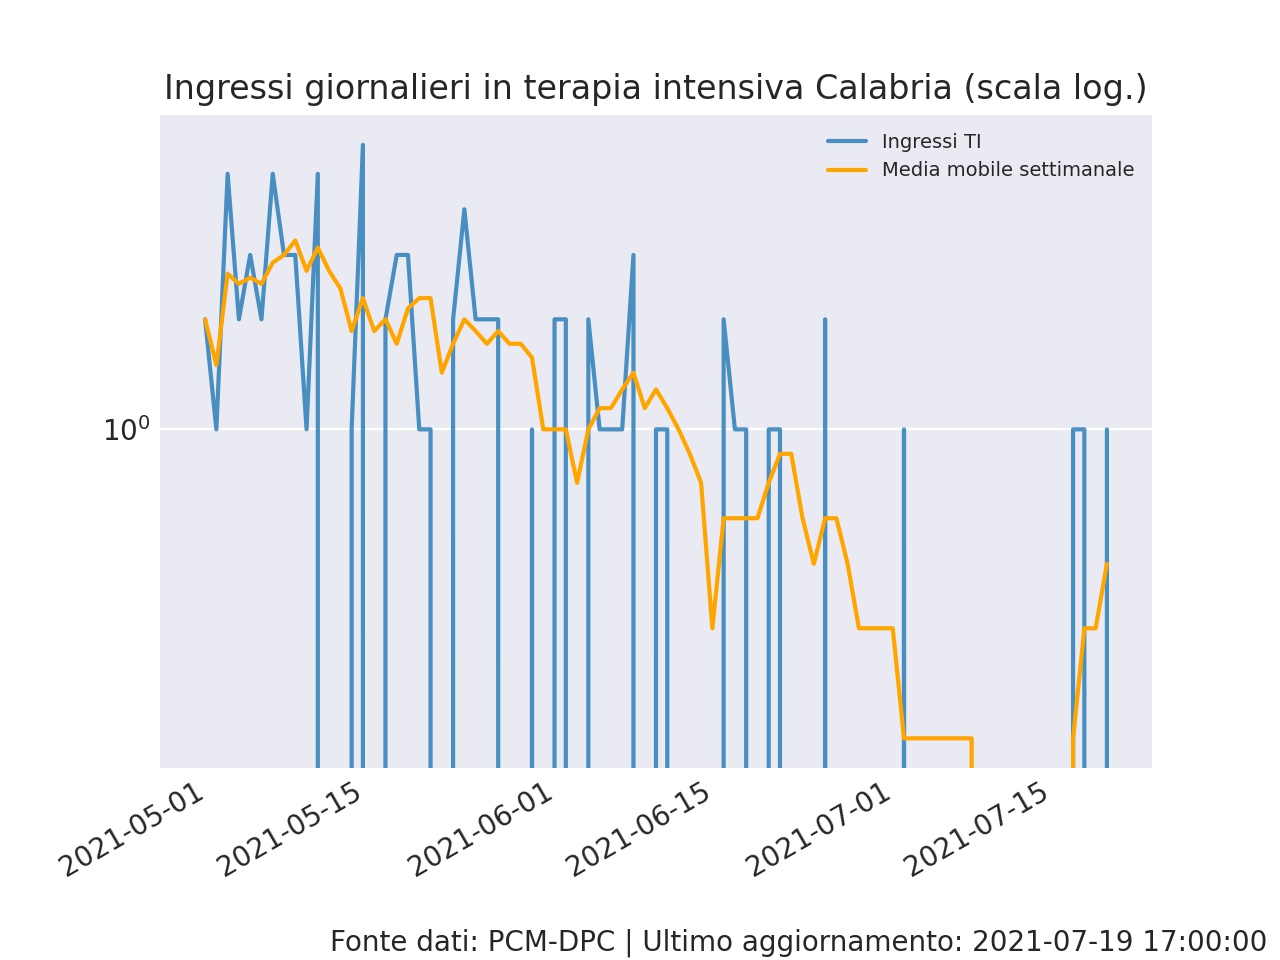 Ingressi giornalieri in terapia intensiva Calabria (scala log.)
Ingressi TI
Media mobile settimanale
10⁰
2021-05-01
2021-05-15
2021-06-01
2021-06-15
2021-07-01
2021-07-15
Fonte dati: PCM-DPC | Ultimo aggiornamento: 2021-07-19 17:00:00